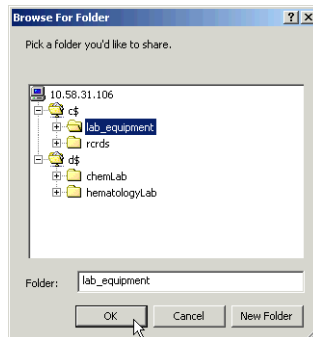 Browse For Folder
Pick a folder you'd like to share.
10.58.31.106
c$
lab_equipment
rcrds
d$
chemLab
hematologyLab
Folder: lab_equipment
OK Cancel New Folder